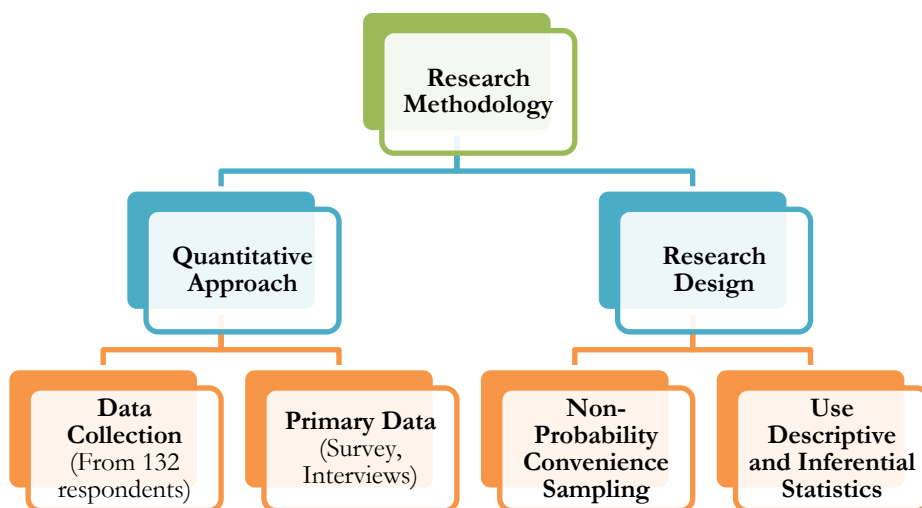 Research
Methodology
Quantitative
Approach
Research
Design
Data
Collection
(From 132
respondents)
Primary Data
(Survey,
Interviews)
Non-
Probability
Convenience
Sampling
Use
Descriptive
and Inferential
Statistics